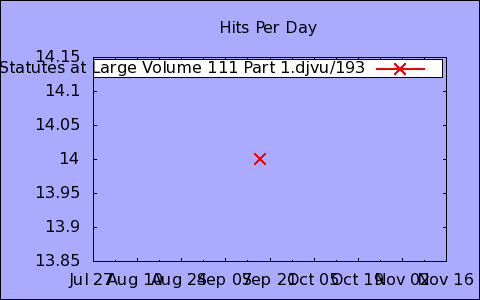 Hits Per Day
14.15
Statutes at Large Volume 111 Part 1.djvu/193
14.1
14.05
14
13.95
13.9
13.85
Jul 27 Aug 10 Aug 24 Sep 07 Sep 21 Oct 05 Oct 19 Nov 02 Nov 16